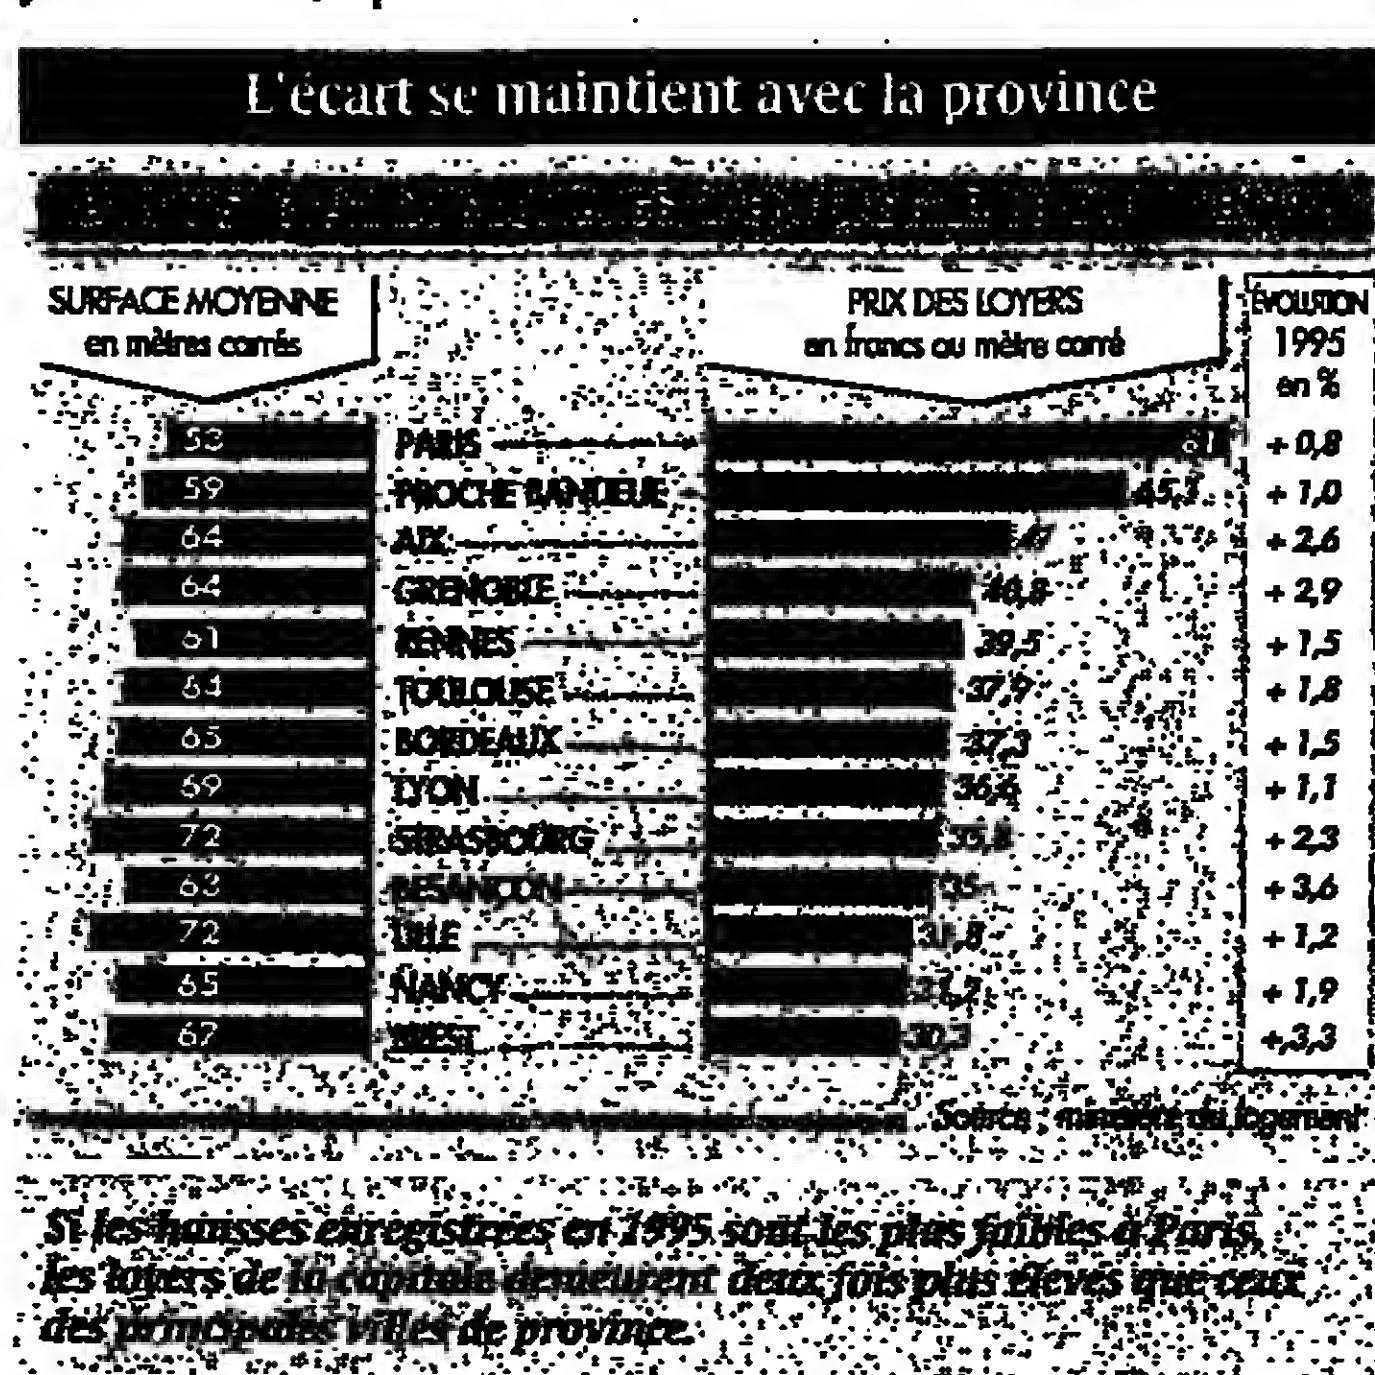 L'écart se maintient avec la province
SURFACE MOYENNE
en mètres carrés
PRIX DES LOYERS
en francs au mètre carré
ÉVOLUTION
1995
en %
53 PARIS 81 + 0,8
59 PROCHE BANLIEUE + 1,0
64 AIX 47 + 2,6
64 GRENOBLE 40,8 + 2,9
61 RENNES 39,5 + 1,5
64 TOULOUSE 37,9 + 1,8
65 BORDEAUX 37,3 + 1,5
69 LYON 36,6 + 1,1
72 STRASBOURG 35,8 + 2,3
63 BESANÇON 35 + 3,6
72 LILLE + 1,2
65 NANCY + 1,9
67 BREST 30,3 + 3,3
Source : ministère du logement
Si les hausses enregistrées en 1995 sont les plus faibles à Paris,
les loyers de la capitale demeurent deux fois plus élevés que ceux
des principales villes de province.